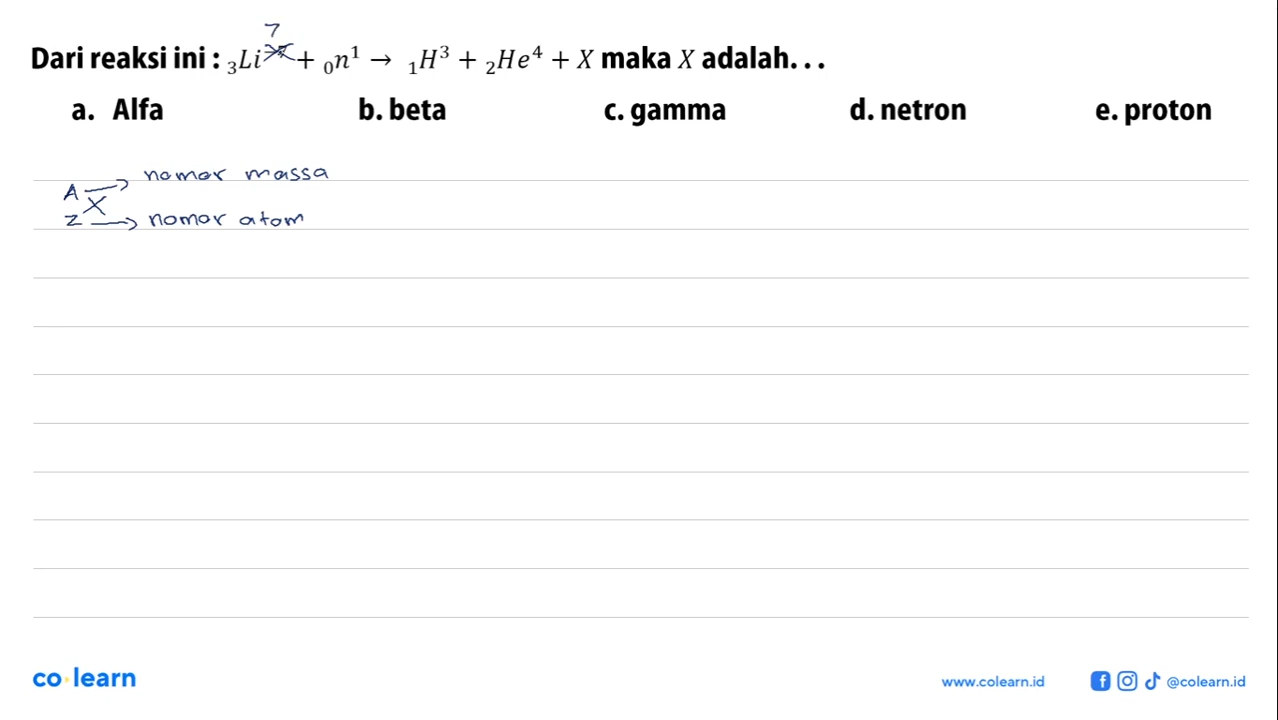 7
Dari reaksi ini : ₃Li + ₀n¹ → ₁H³ + ₂He⁴ + X maka X adalah. . .
a. Alfa b. beta c. gamma d. netron e. proton
A → nomor massa
X
Z → nomor atom
co learn www.colearn.id @colearn.id